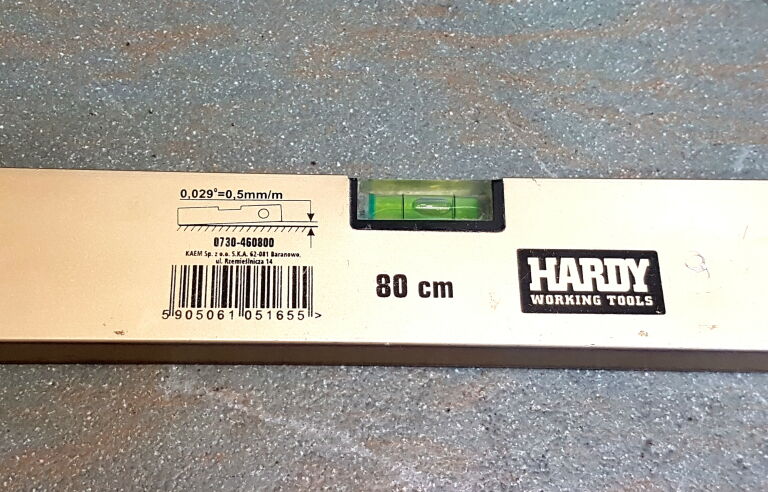 0,029°=0,5mm/m
0730-460800
KAEM Sp. z o.o. S.K.A. 62-081 Baranowo,
ul. Rzemieślnicza 14
5 905061 051655 >
80 cm
HARDY
WORKING TOOLS